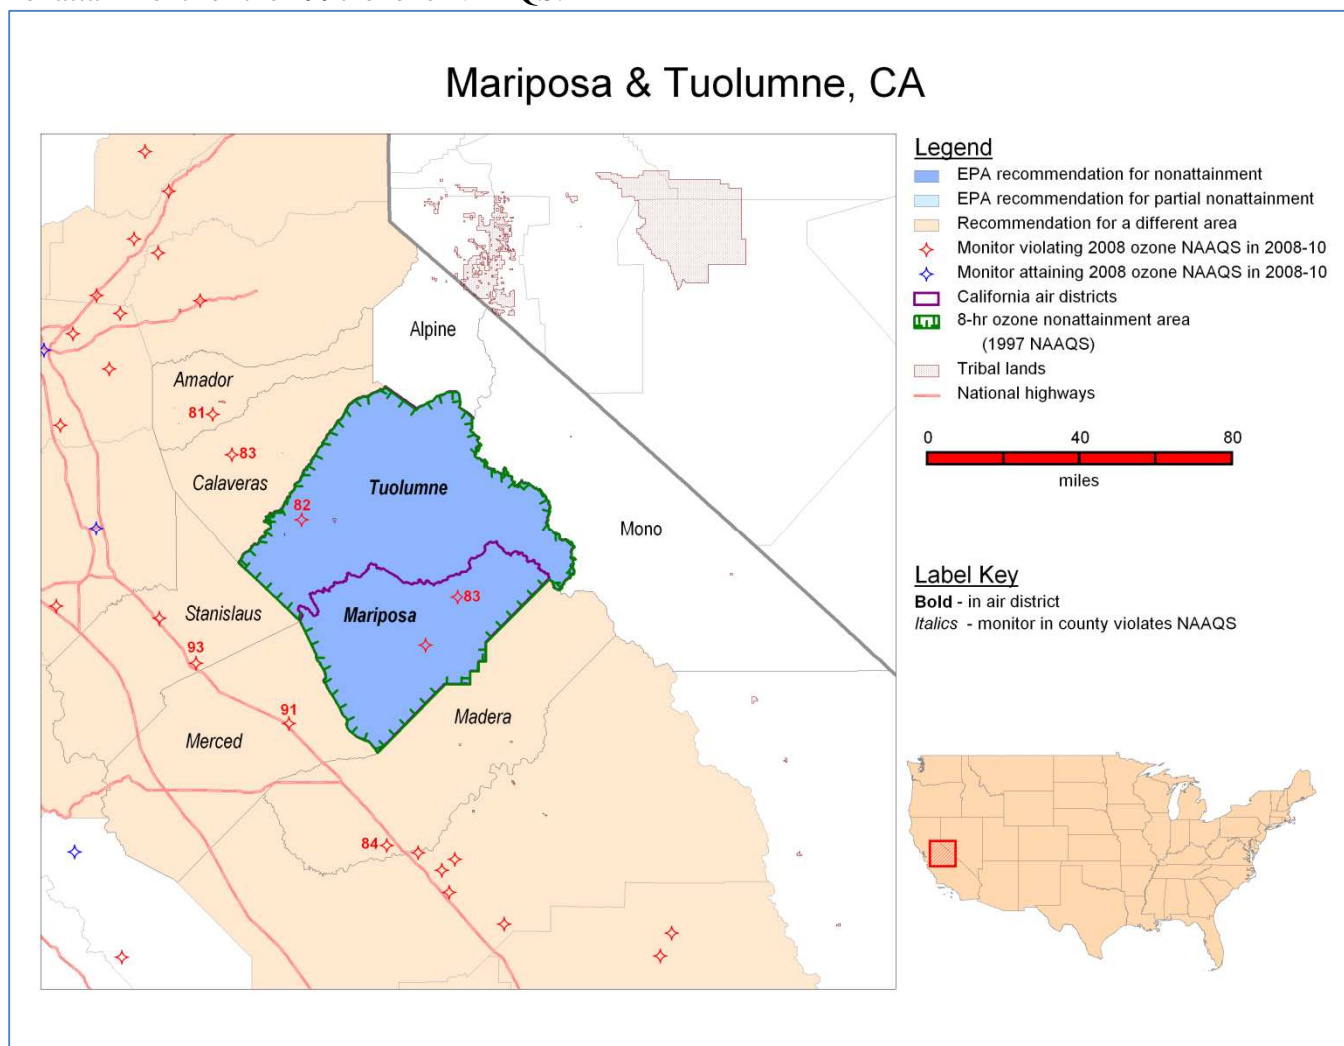 Mariposa & Tuolumne, CA
Legend
EPA recommendation for nonattainment
EPA recommendation for partial nonattainment
Recommendation for a different area
Monitor violating 2008 ozone NAAQS in 2008-10
Monitor attaining 2008 ozone NAAQS in 2008-10
California air districts
8-hr ozone nonattainment area
(1997 NAAQS)
Tribal lands
National highways
0 40 80
miles
Label Key
Bold - in air district
Italics - monitor in county violates NAAQS
Alpine
Amador
81
83
Calaveras
Tuolumne
82
Mono
83
Stanislaus
Mariposa
93
91
Madera
Merced
84